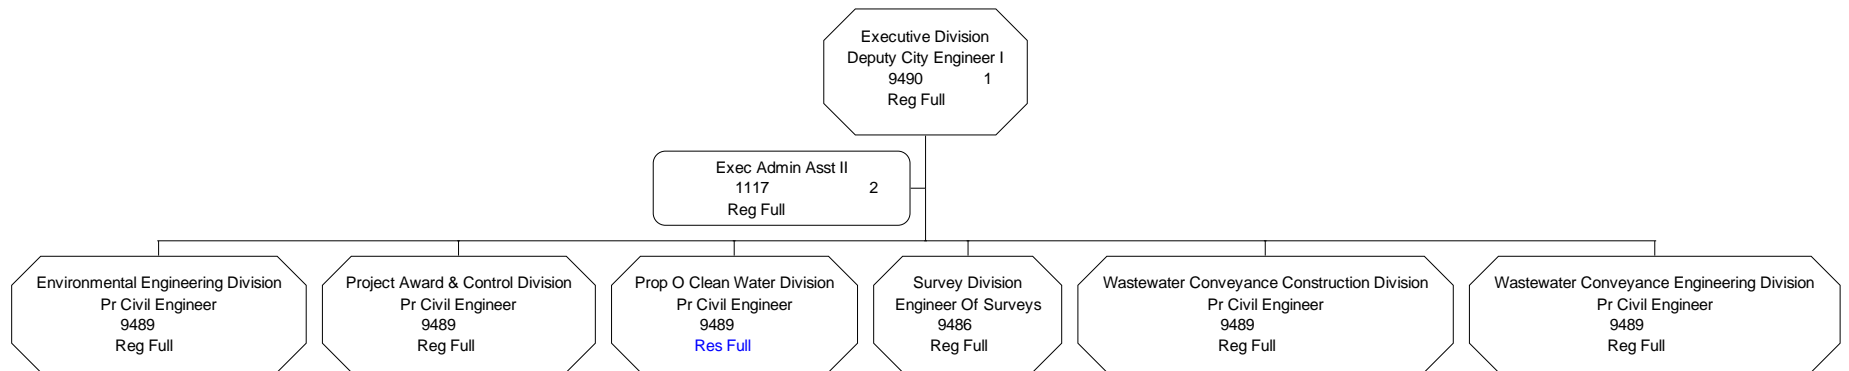 Executive Division
Deputy City Engineer I
9490 1
Reg Full
Exec Admin Asst II
1117 2
Reg Full
Environmental Engineering Division
Pr Civil Engineer
9489
Reg Full
Project Award & Control Division
Pr Civil Engineer
9489
Reg Full
Prop O Clean Water Division
Pr Civil Engineer
9489
Res Full
Survey Division
Engineer Of Surveys
9486
Reg Full
Wastewater Conveyance Construction Division
Pr Civil Engineer
9489
Reg Full
Wastewater Conveyance Engineering Division
Pr Civil Engineer
9489
Reg Full